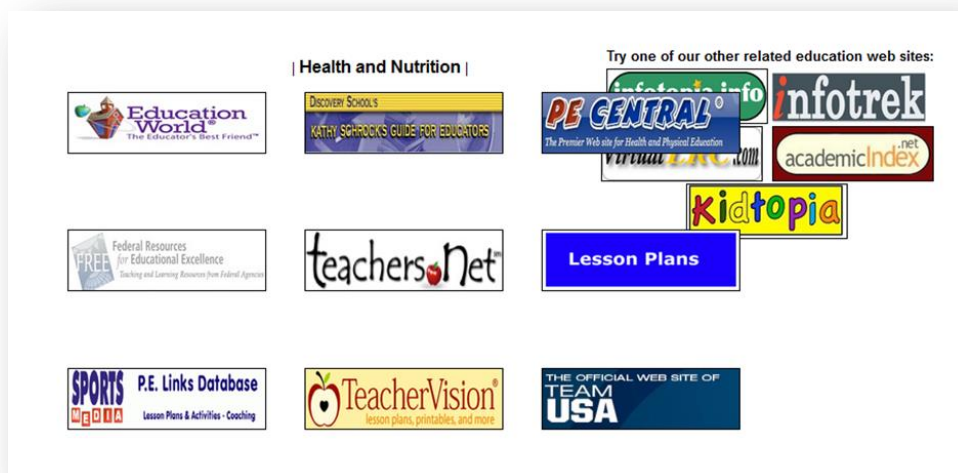 Try one of our other related education web sites:
| Health and Nutrition |
infotopia.info
infotrek
Education
World®
The Educator's Best Friend™
DISCOVERY SCHOOL'S
KATHY SCHROCK'S GUIDE FOR EDUCATORS
PE CENTRAL®
The Premier Web site for Health and Physical Education
.com
academicIndex
.net
Kidtopia
FREE
Federal Resources
for Educational Excellence
Teaching and Learning Resources from Federal Agencies
teachers.Net
Lesson Plans
SPORTS
MEDIA
P.E. Links Database
Lesson Plans & Activities - Coaching
TeacherVision®
lesson plans, printables, and more
THE OFFICIAL WEB SITE OF
TEAM
USA